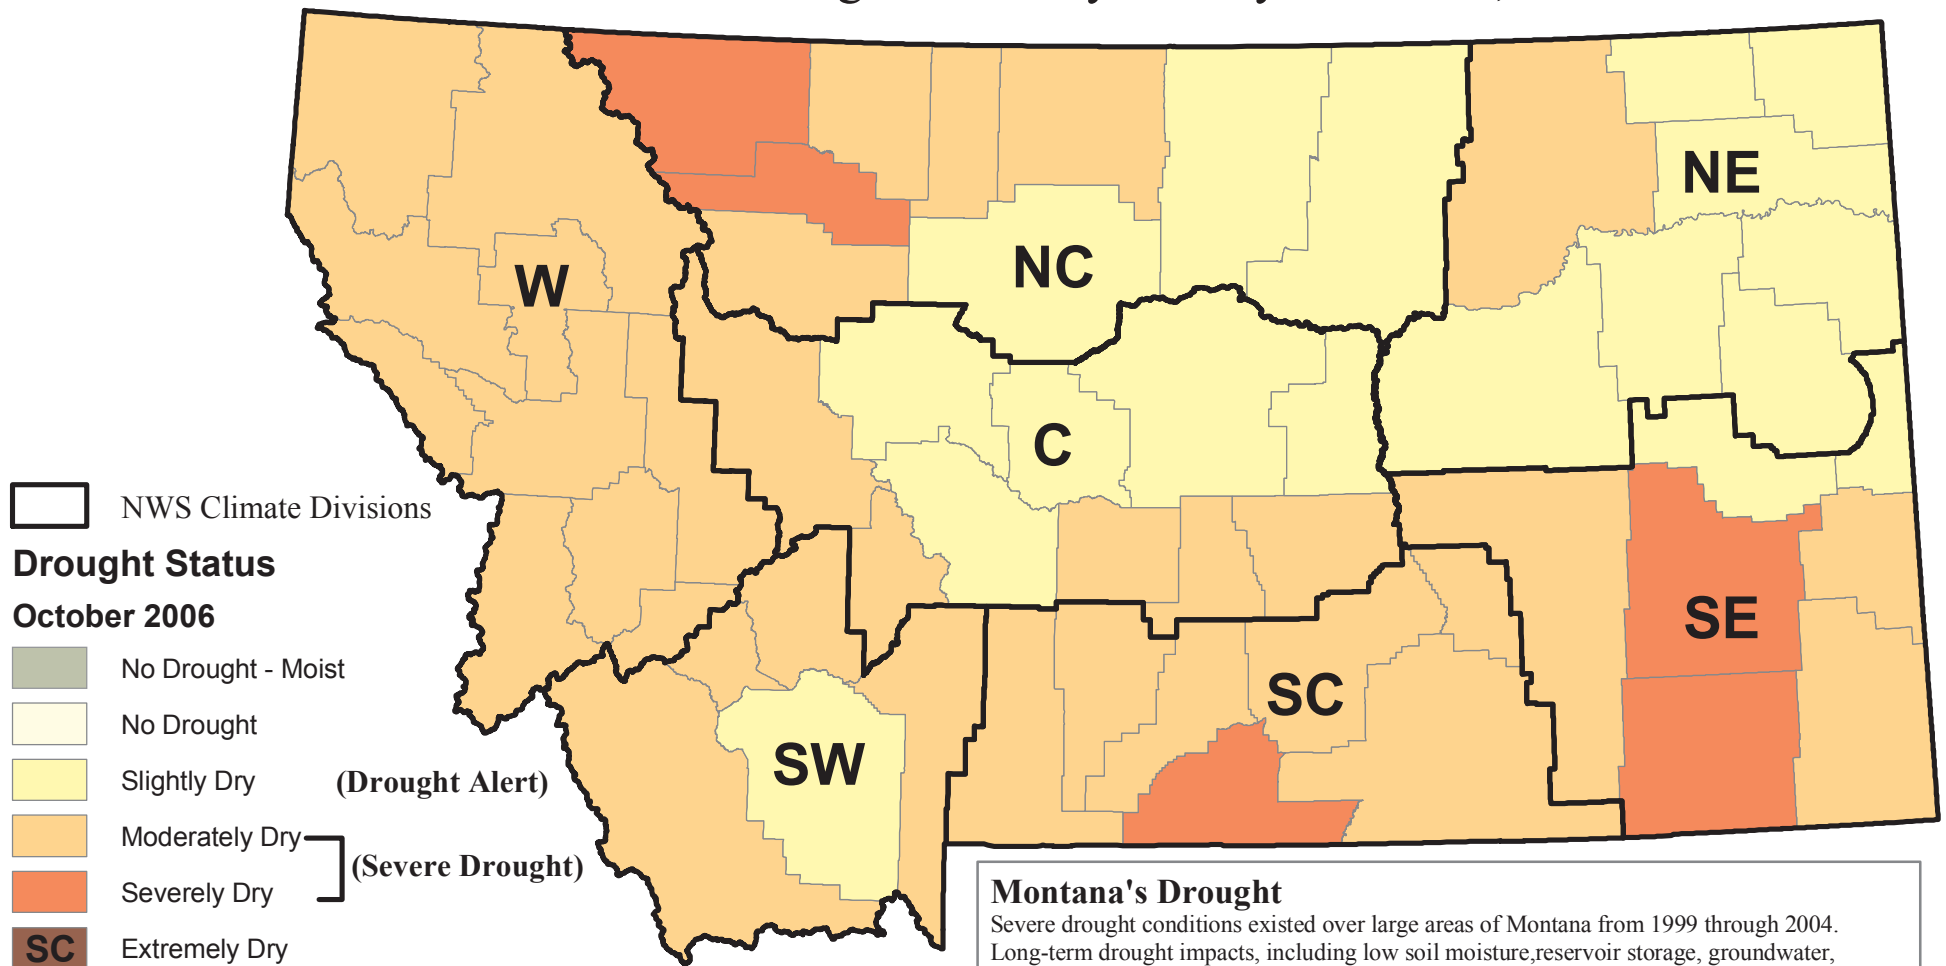 NE
NC
W
C
NWS Climate Divisions
Drought Status
October 2006
SE
No Drought - Moist
SC
No Drought
SW
Slightly Dry (Drought Alert)
Moderately Dry
(Severe Drought)
Severely Dry
SC Extremely Dry
Montana's Drought
Severe drought conditions existed over large areas of Montana from 1999 through 2004.
Long-term drought impacts, including low soil moisture,reservoir storage, groundwater,